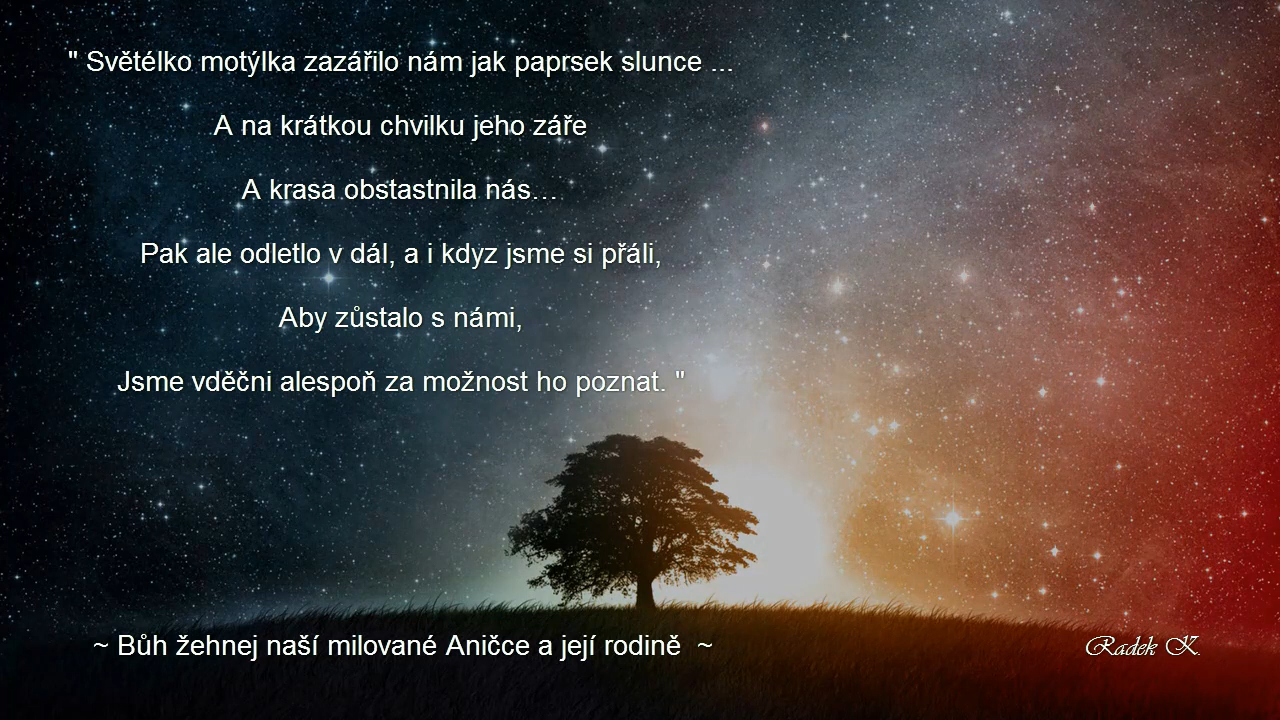 " Světélko motýlka zazářilo nám jak paprsek slunce ...
A na krátkou chvilku jeho záře
A krasa obstastnila nás…
Pak ale odletlo v dál, a i kdyz jsme si přáli,
Aby zůstalo s námi,
Jsme vděčni alespoň za možnost ho poznat. "
~ Bůh žehnej naší milované Aničce a její rodině ~
Radek K.